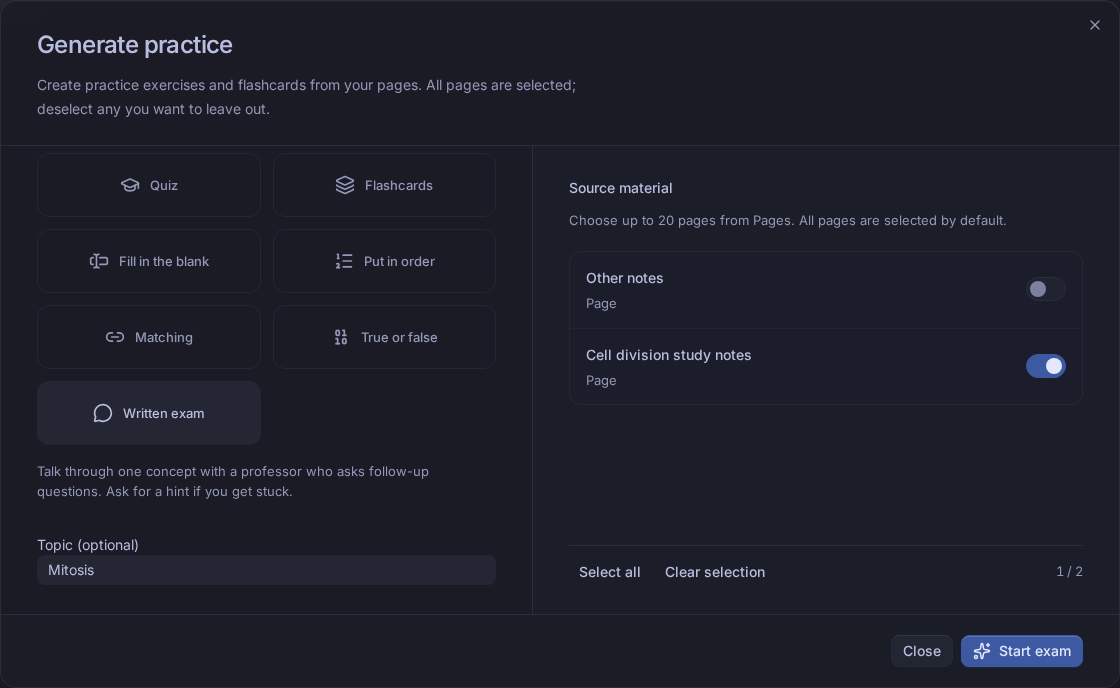 Generate practice
Create practice exercises and flashcards from your pages. All pages are selected;
deselect any you want to leave out.
Quiz
Flashcards
Fill in the blank
Put in order
Matching
True or false
Written exam
Talk through one concept with a professor who asks follow-up
questions. Ask for a hint if you get stuck.
Topic (optional)
Mitosis
Source material
Choose up to 20 pages from Pages. All pages are selected by default.
Other notes
Page
Cell division study notes
Page
Select all
Clear selection
1 / 2
Close
Start exam